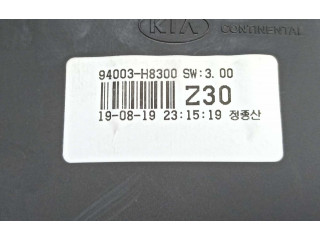 KIA CONTINENTAL
94003-H8300 SW:3.00
Z30
19-08-19 23:15:19 정종산